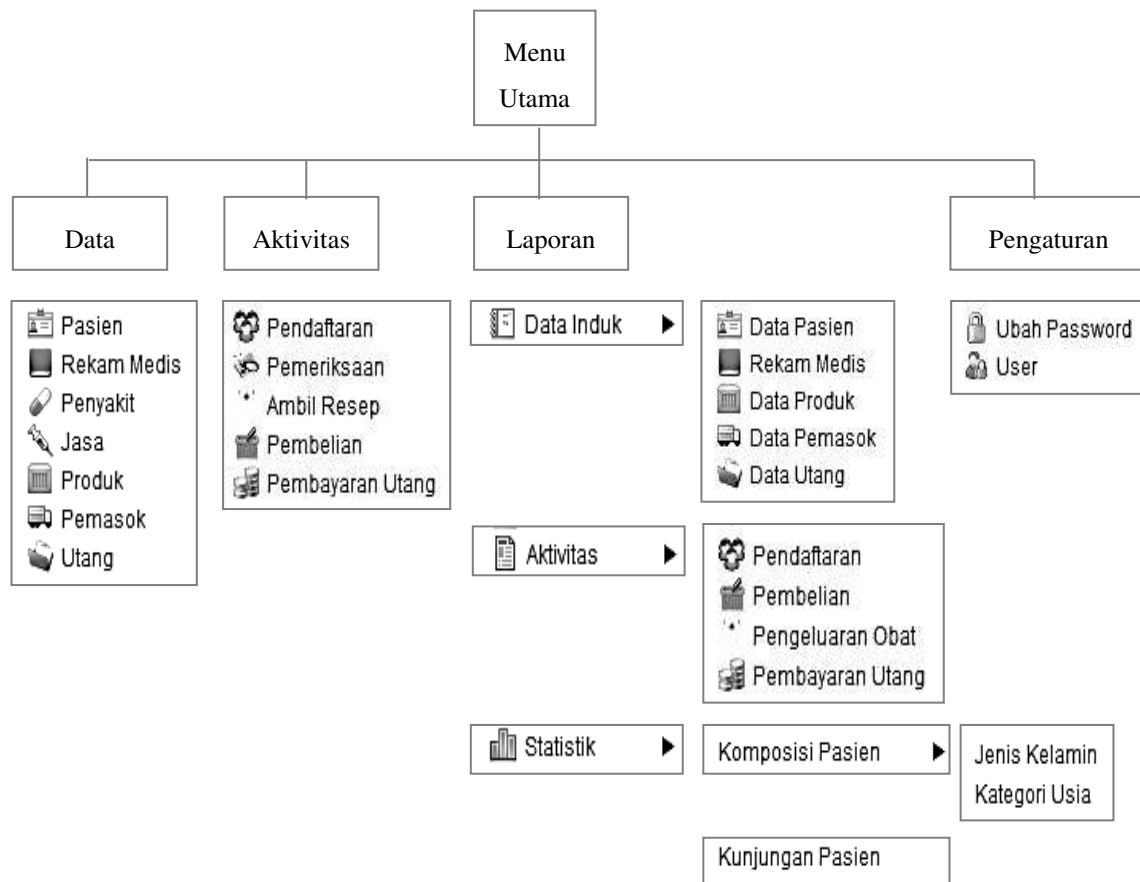 Menu
Utama
Data
Aktivitas
Laporan
Pengaturan
Pasien
Rekam Medis
Penyakit
Jasa
Produk
Pemasok
Utang
Pendaftaran
Pemeriksaan
Ambil Resep
Pembelian
Pembayaran Utang
Data Induk
Data Pasien
Rekam Medis
Data Produk
Data Pemasok
Data Utang
Aktivitas
Pendaftaran
Pembelian
Pengeluaran Obat
Pembayaran Utang
Statistik
Komposisi Pasien
Jenis Kelamin
Kategori Usia
Kunjungan Pasien
Ubah Password
User